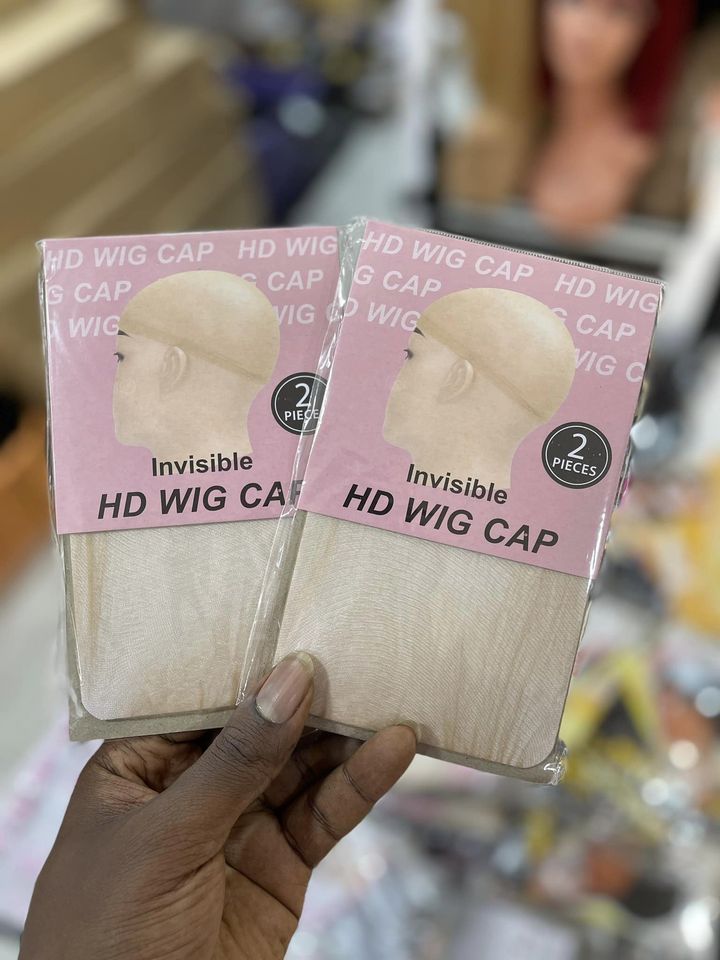 HD WIG CAP HD WIG
G CAP CAP
WIG WIG
2
PIECE
Invisible
HD WIG CAP
HD WIG CAP HD WIG
G CAP CAP
D WIG WIG C
2
PIECES
Invisible
HD WIG CAP